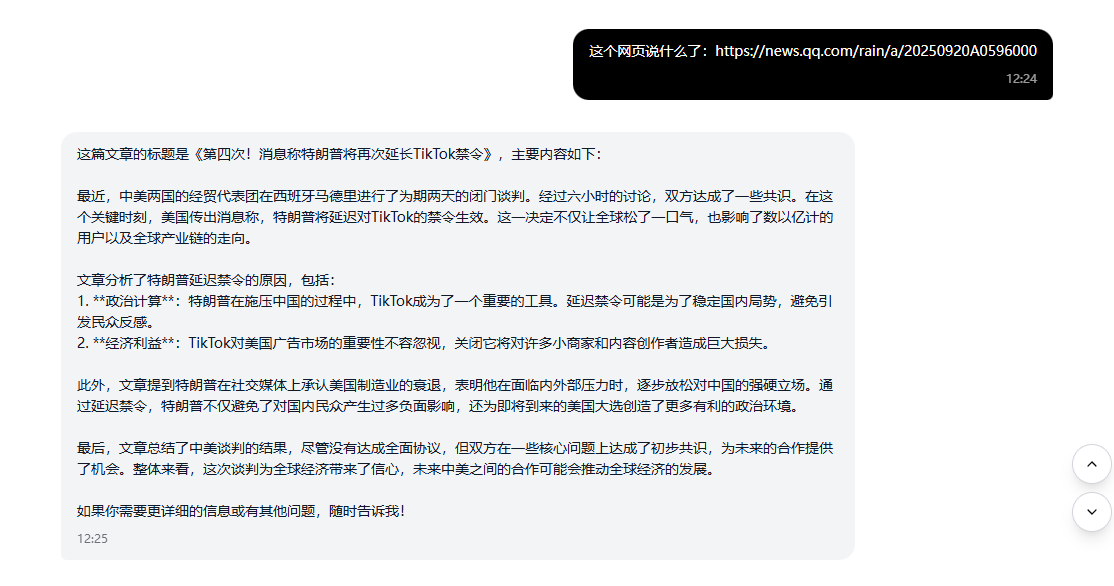 这个网页说什么了：https://news.qq.com/rain/a/20250920A0596000
12:24
这篇文章的标题是《第四次！消息称特朗普将再次延长TikTok禁令》，主要内容如下：
最近，中美两国的经贸代表团在西班牙马德里进行了为期两天的闭门谈判。经过六小时的讨论，双方达成了一些共识。在这
个关键时刻，美国传出消息称，特朗普将延迟对TikTok的禁令生效。这一决定不仅让全球松了一口气，也影响了数以亿计的
用户以及全球产业链的走向。
文章分析了特朗普延迟禁令的原因，包括：
1. **政治计算**：特朗普在施压中国的过程中，TikTok成为了一个重要的工具。延迟禁令可能是为了稳定国内局势，避免引
发民众反感。
2. **经济利益**：TikTok对美国广告市场的重要性不容忽视，关闭它将对许多小商家和内容创作者造成巨大损失。
此外，文章提到特朗普在社交媒体上承认美国制造业的衰退，表明他在面临内外部压力时，逐步放松对中国的强硬立场。通
过延迟禁令，特朗普不仅避免了对国内民众产生过多负面影响，还为即将到来的美国大选创造了更多有利的政治环境。
最后，文章总结了中美谈判的结果，尽管没有达成全面协议，但双方在一些核心问题上达成了初步共识，为未来的合作提供
了机会。整体来看，这次谈判为全球经济带来了信心，未来中美之间的合作可能会推动全球经济的发展。
如果你需要更详细的信息或有其他问题，随时告诉我！
12:25